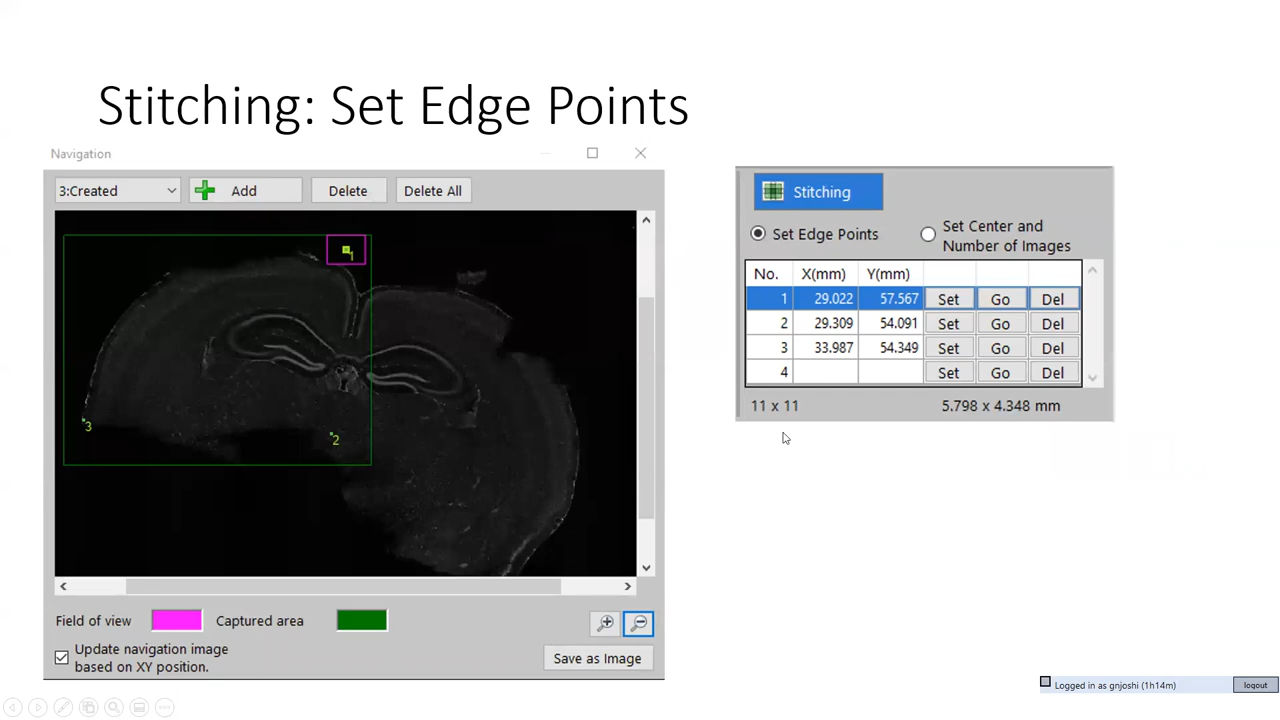 Stitching: Set Edge Points
Navigation
3:Created
Add
Delete
Delete All
1
3
2
Field of view
Captured area
Update navigation image
based on XY position.
Save as Image
Stitching
Set Edge Points
Set Center and
Number of Images
No. X(mm) Y(mm)
1 29.022 57.567 Set Go Del
2 29.309 54.091 Set Go Del
3 33.987 54.349 Set Go Del
4 Set Go Del
11 x 11 5.798 x 4.348 mm
Logged in as gnjoshi (1h14m) logout